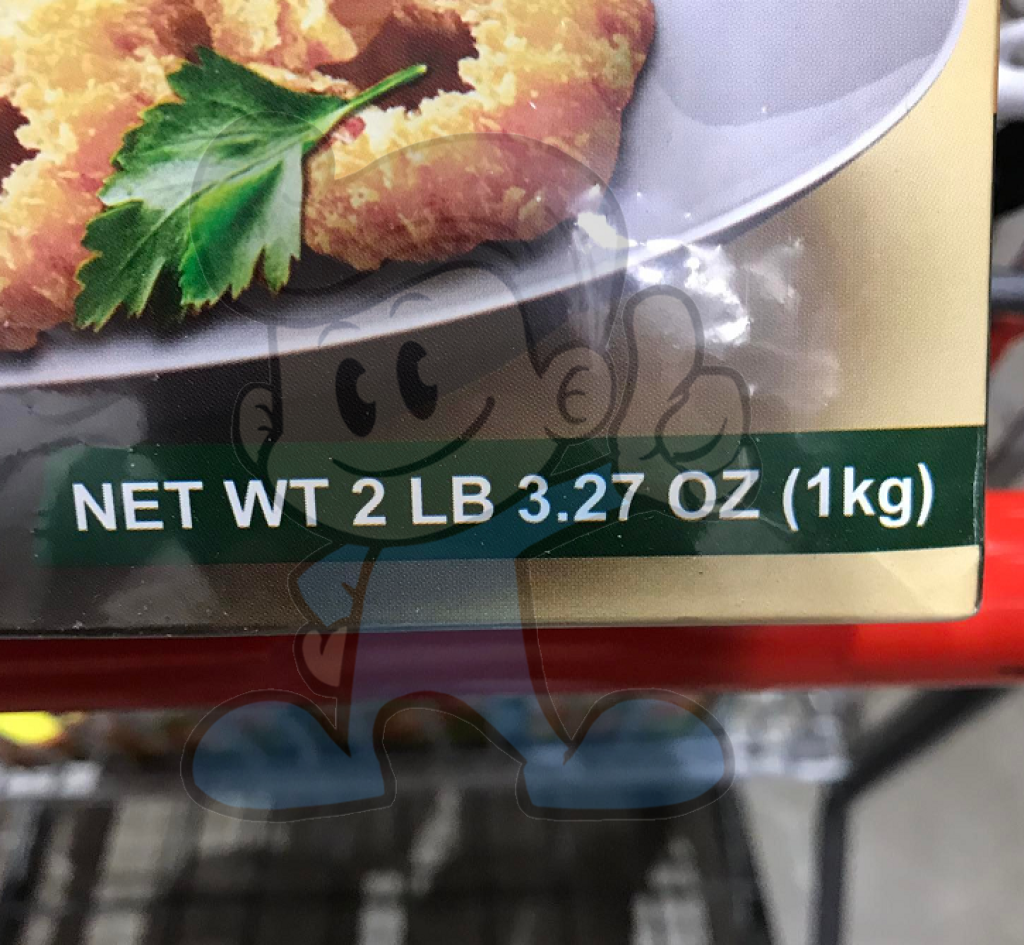 NET WT 2 LB 3.27 OZ (1kg)